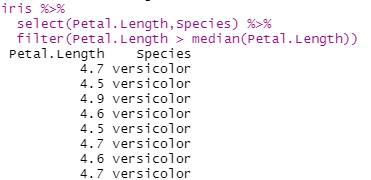 iris %>%
select(Petal.Length,Species) %>%
filter(Petal.Length > median(Petal.Length))
Petal.Length Species
4.7 versicolor
4.5 versicolor
4.9 versicolor
4.6 versicolor
4.5 versicolor
4.7 versicolor
4.6 versicolor
4.7 versicolor